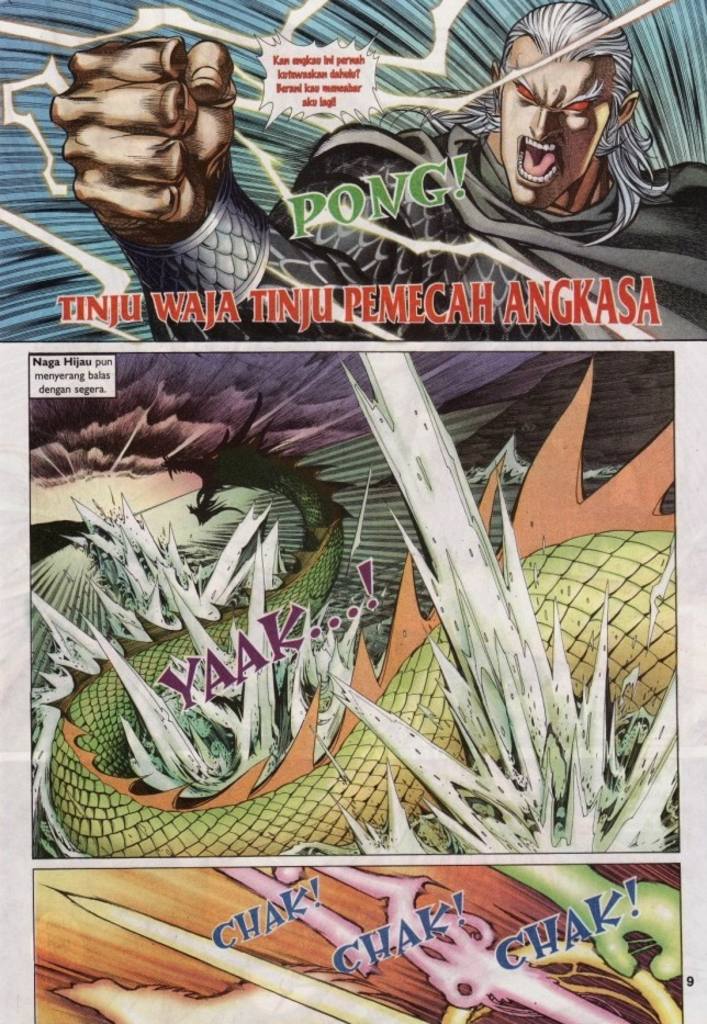 Kan engkau ini pernah
kutewaskan dahulu?
Berani kau mencabar
aku lagi!
PONG!
TINJU WAJA TINJU PEMECAH ANGKASA
Naga Hijau pun
menyerang balas
dengan segera.
YAAK...!
CHAK!
CHAK!
CHAK!
9